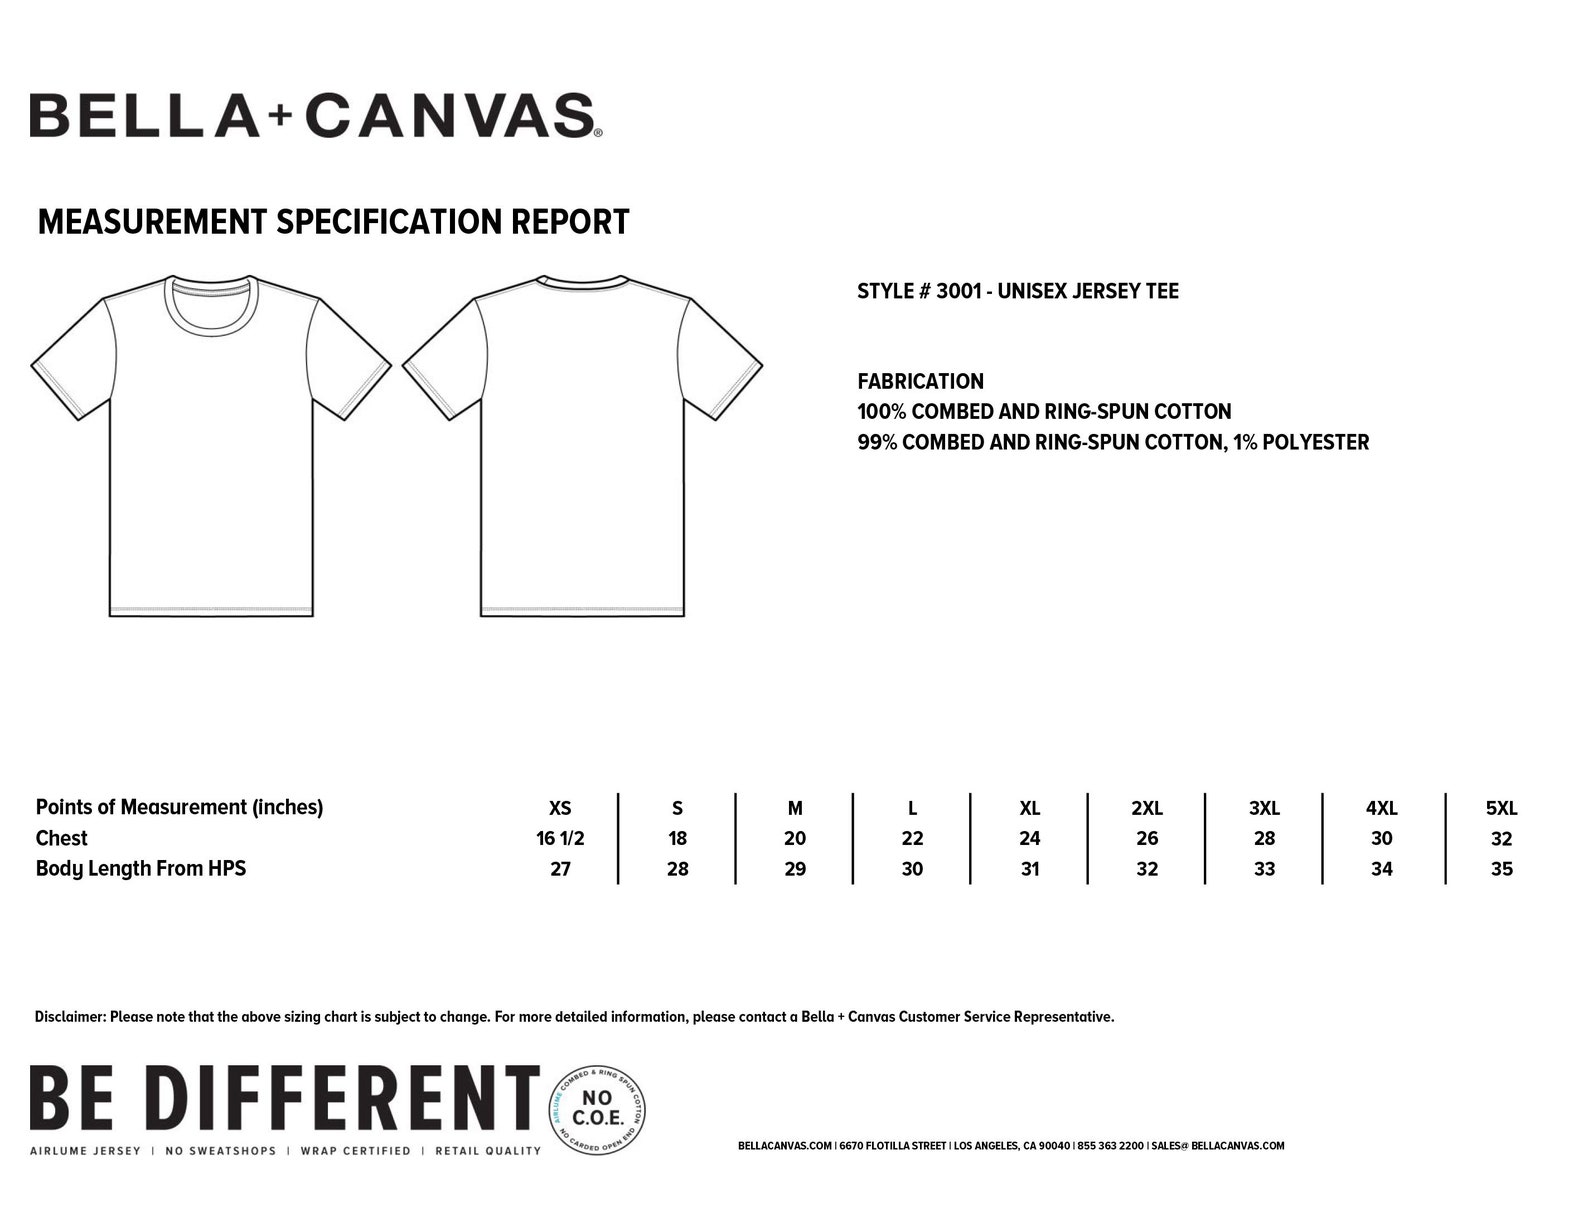 BELLA+CANVAS®
MEASUREMENT SPECIFICATION REPORT
STYLE # 3001 - UNISEX JERSEY TEE
FABRICATION
100% COMBED AND RING-SPUN COTTON
99% COMBED AND RING-SPUN COTTON, 1% POLYESTER
Points of Measurement (inches) XS S M L XL 2XL 3XL 4XL 5XL
Chest 16 1/2 18 20 22 24 26 28 30 32
Body Length From HPS 27 28 29 30 31 32 33 34 35
Disclaimer: Please note that the above sizing chart is subject to change. For more detailed information, please contact a Bella + Canvas Customer Service Representative.
BE DIFFERENT
AIRLUME COMBED & RING SPUN COTTON
NO
C.O.E.
NO CARDED OPEN END
AIRLUME JERSEY | NO SWEATSHOPS | WRAP CERTIFIED | RETAIL QUALITY
BELLACANVAS.COM | 6670 FLOTILLA STREET | LOS ANGELES, CA 90040 | 855 363 2200 | SALES@ BELLACANVAS.COM